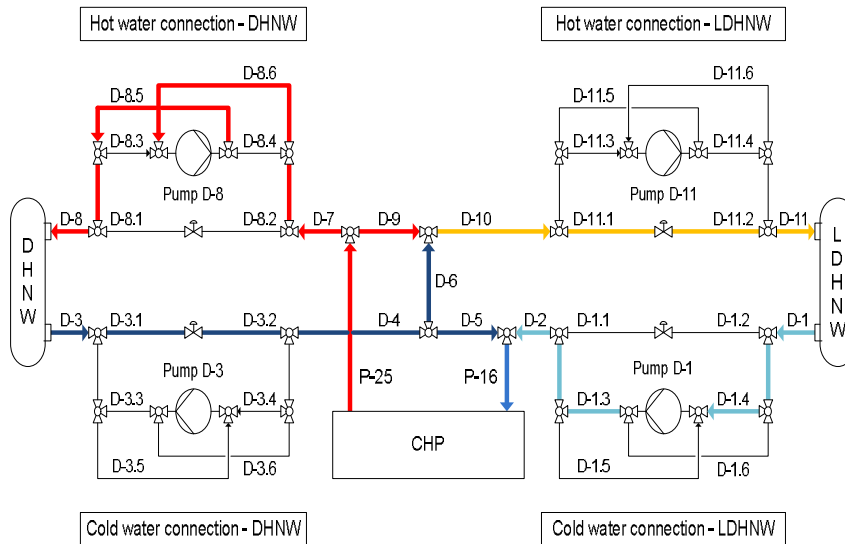 Hot water connection - DHNW
Hot water connection - LDHNW
D-8.6
D-8.5
D-8.3
D-8.4
Pump D-8
D-11.6
D-11.5
D-11.3
D-11.4
Pump D-11
D-8
D-8.1
D-8.2
D-7
D-9
D-10
D-11.1
D-11.2
D-11
DHNW
LDHNW
D-6
D-3
D-3.1
D-3.2
D-4
D-5
D-2
D-1.1
D-1.2
D-1
Pump D-3
P-25
P-16
Pump D-1
D-3.3
D-3.4
D-1.3
D-1.4
CHP
D-3.5
D-3.6
D-1.5
D-1.6
Cold water connection - DHNW
Cold water connection - LDHNW